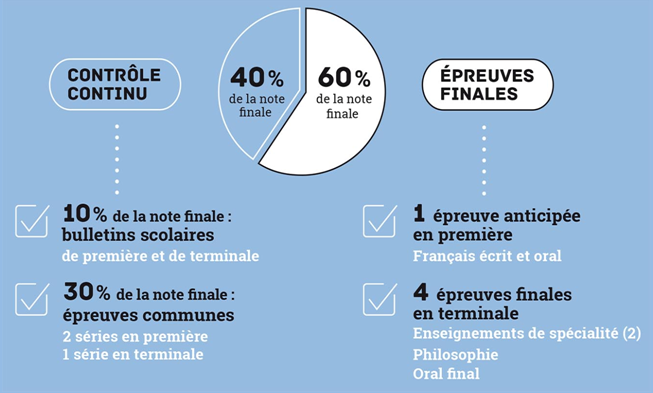 CONTRÔLE
CONTINU
40%
de la note
finale
60%
de la note
finale
ÉPREUVES
FINALES
10% de la note finale :
bulletins scolaires
de première et de terminale
30% de la note finale :
épreuves communes
2 séries en première
1 série en terminale
1 épreuve anticipée
en première
Français écrit et oral
4 épreuves finales
en terminale
Enseignements de spécialité (2)
Philosophie
Oral final